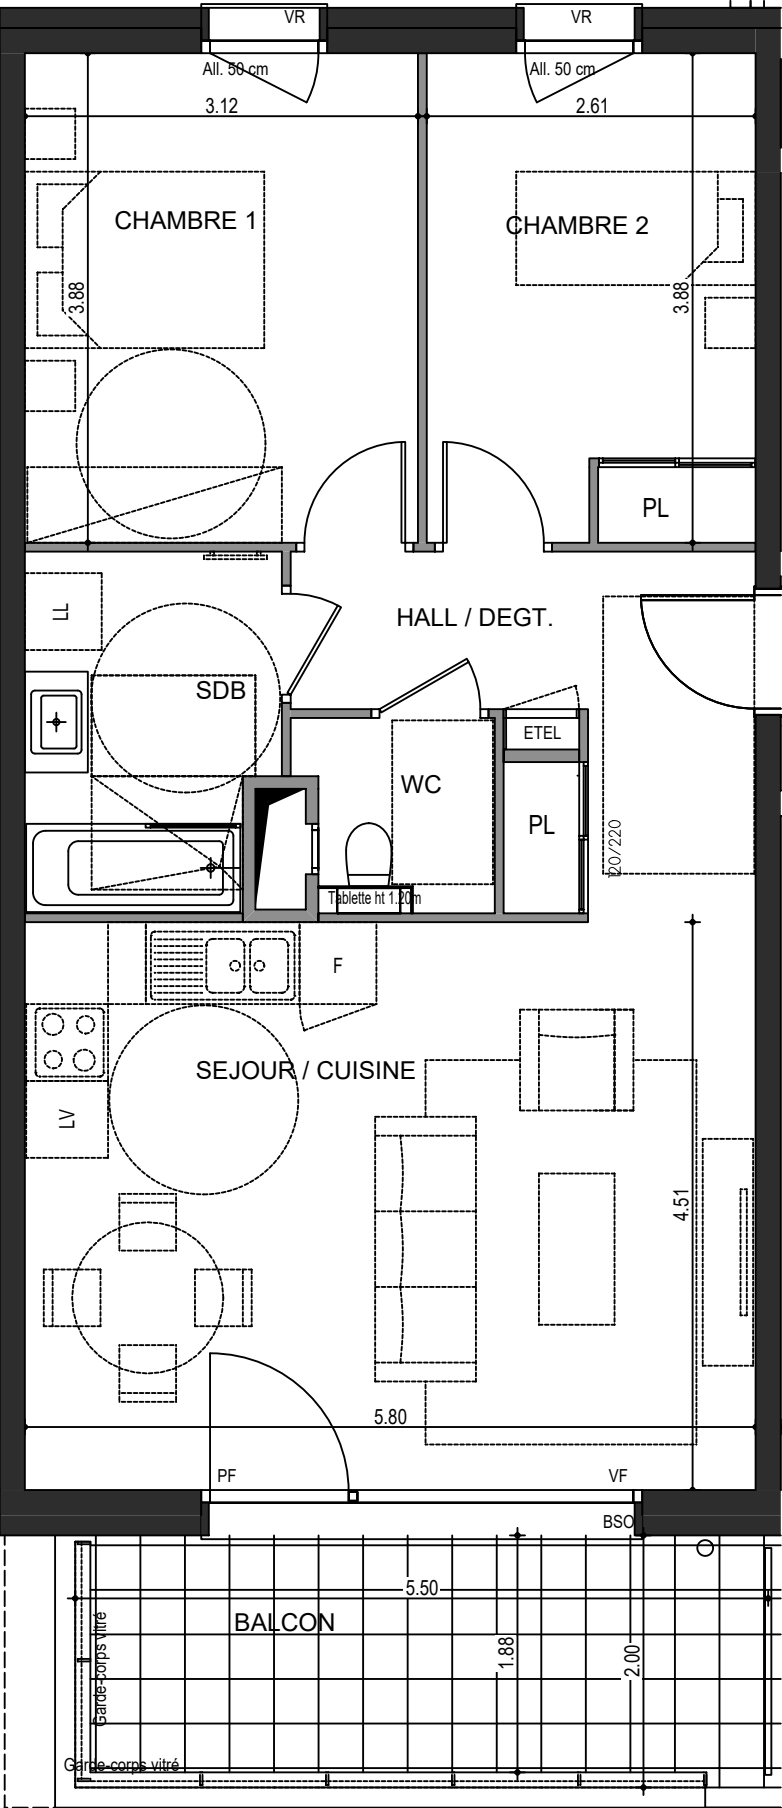 VR
VR
All. 50 cm
All. 50 cm
3.12
2.61
CHAMBRE 1
CHAMBRE 2
3.88
3.88
PL
LL
HALL / DEGT.
SDB
ETEL
WC
PL
120/220
Tablette ht 1.20m
F
SEJOUR / CUISINE
LV
4.51
5.80
PF
VF
BSO
5.50
BALCON
Garde-corps vitré
1.88
2.00
Garde-corps vitré